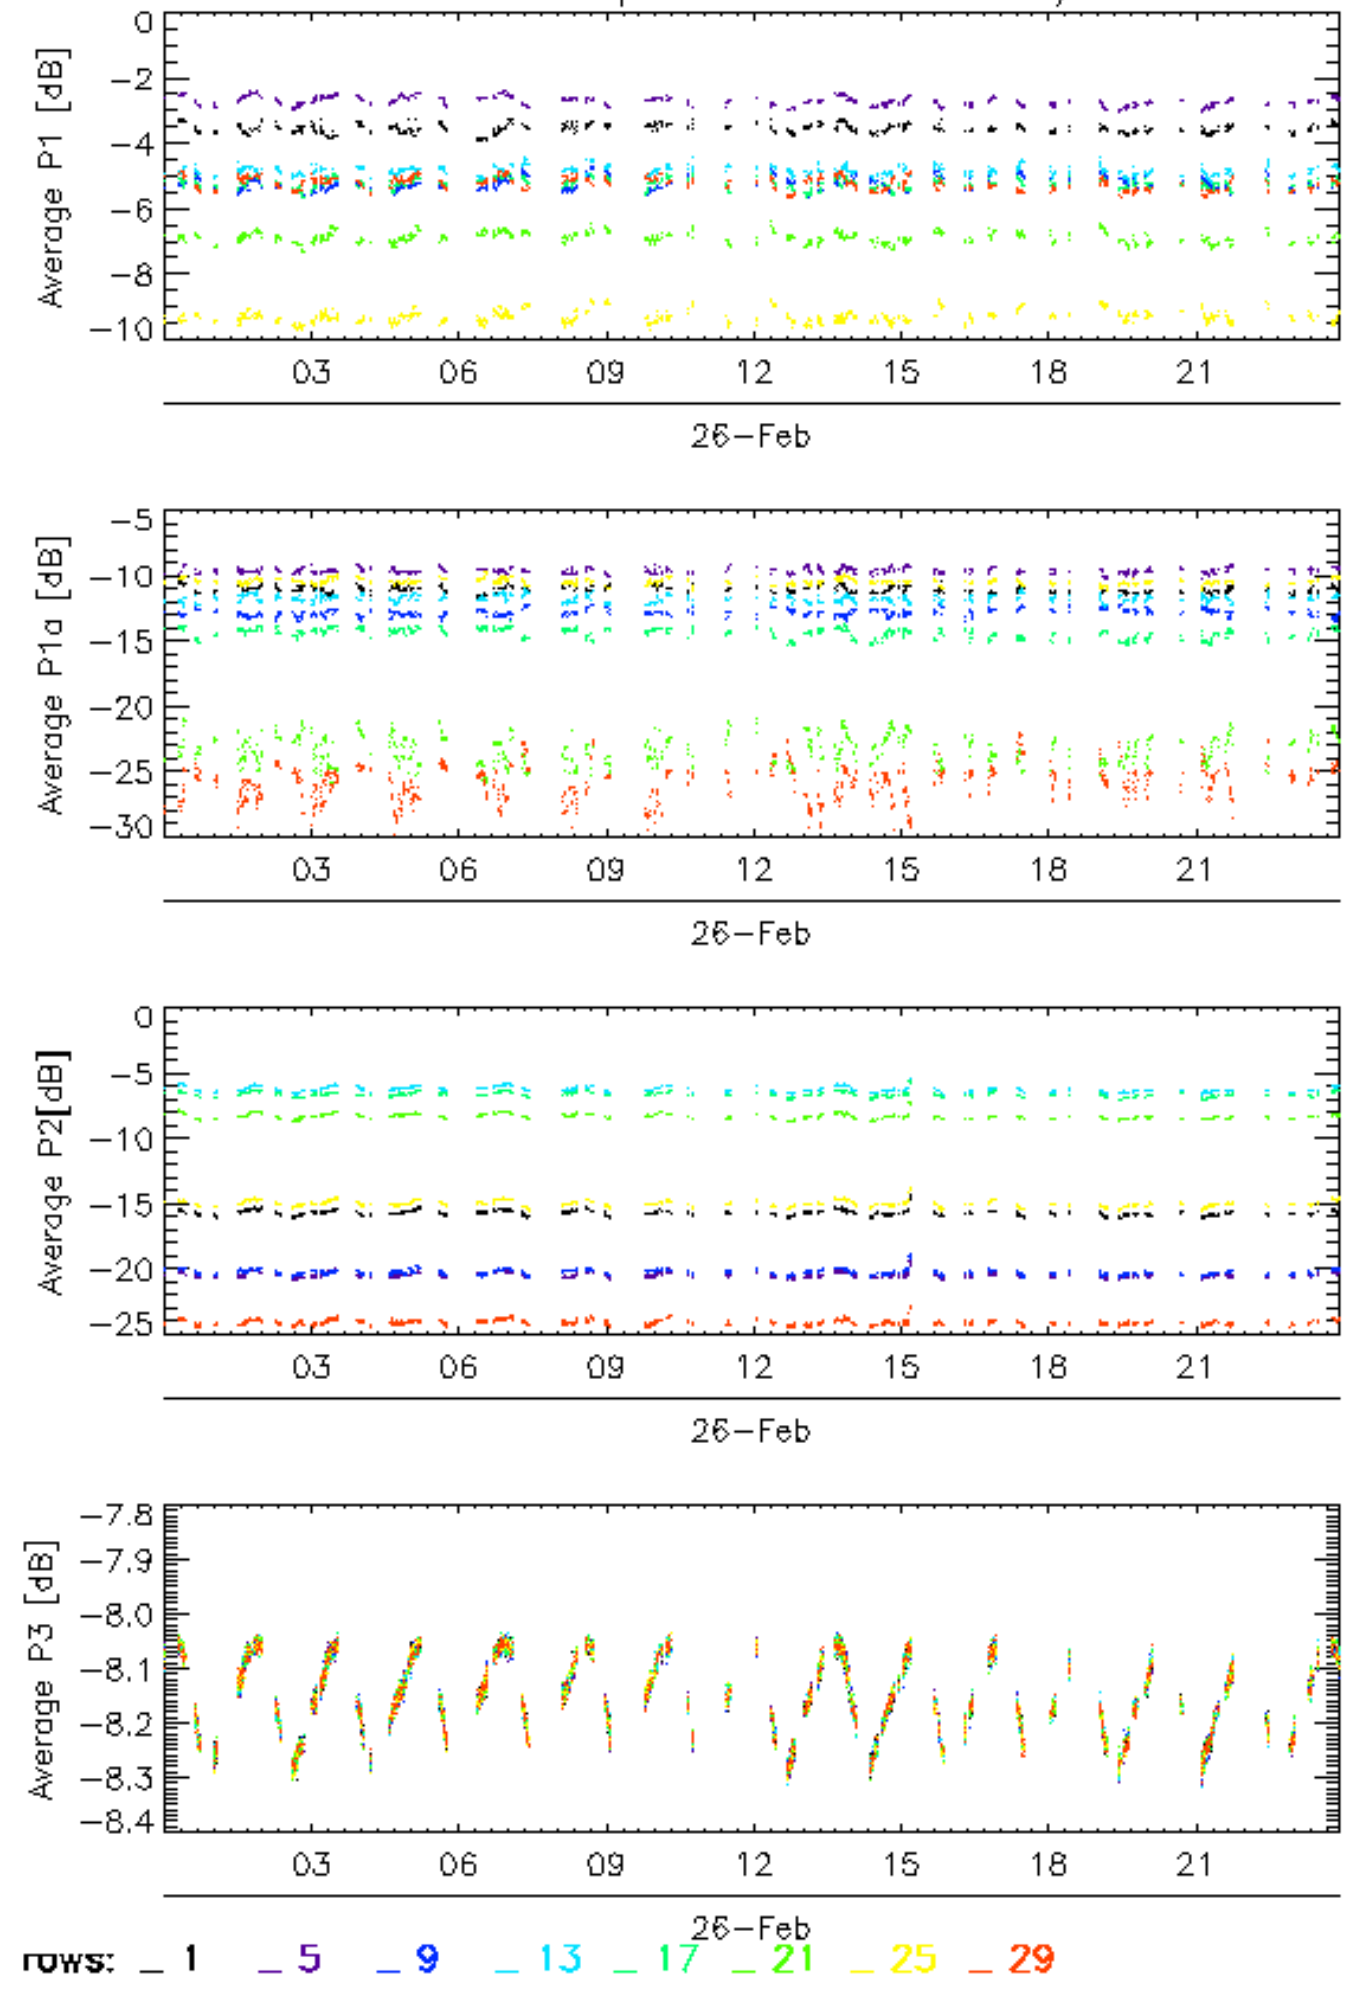 0
−2
−4
−6
−8
−10
Average P1 [dB]
03 06 09 12 15 18 21
26−Feb
−5
−10
−15
−20
−25
−30
Average P1a [dB]
03 06 09 12 15 18 21
26−Feb
0
−5
−10
−15
−20
−25
Average P2[dB]
03 06 09 12 15 18 21
26−Feb
−7.8
−7.9
−8.0
−8.1
−8.2
−8.3
−8.4
Average P3 [dB]
03 06 09 12 15 18 21
26−Feb
rows: _ 1 _ 5 _ 9 _ 13 _ 17 _ 21 _ 25 _ 29